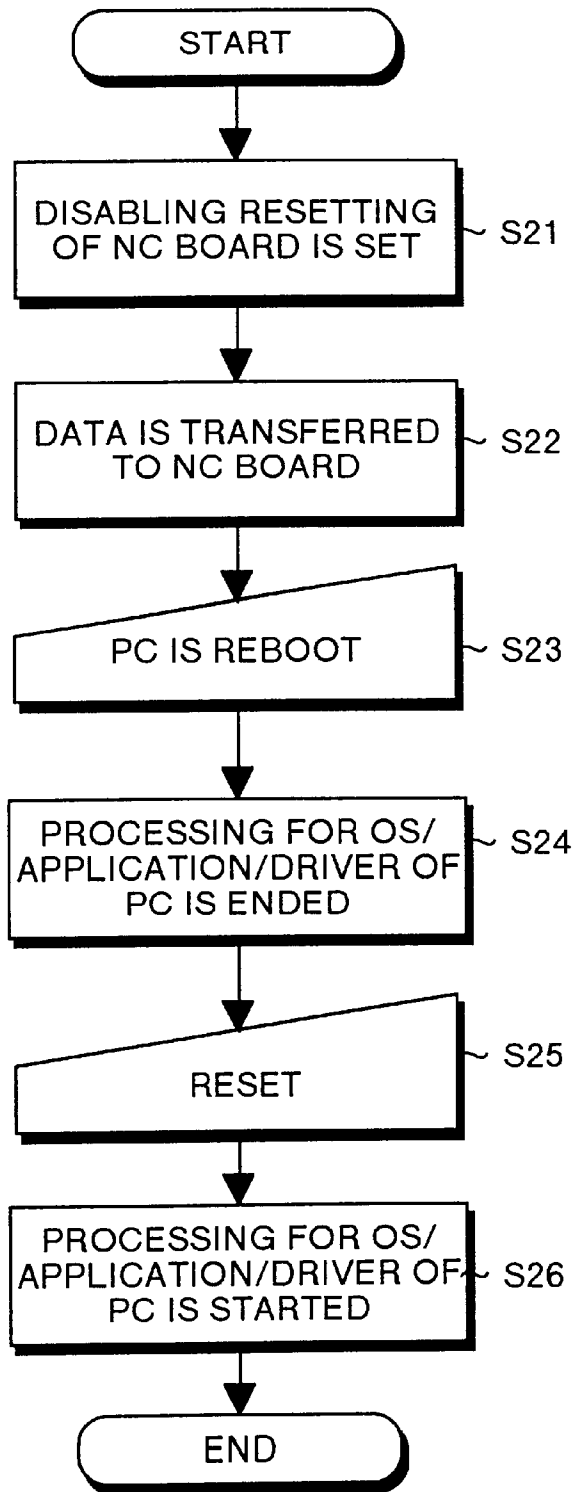 START
DISABLING RESETTING
OF NC BOARD IS SET
S21
DATA IS TRANSFERRED
TO NC BOARD
S22
PC IS REBOOT
S23
PROCESSING FOR OS/
APPLICATION/DRIVER OF
PC IS ENDED
S24
RESET
S25
PROCESSING FOR OS/
APPLICATION/DRIVER OF
PC IS STARTED
S26
END